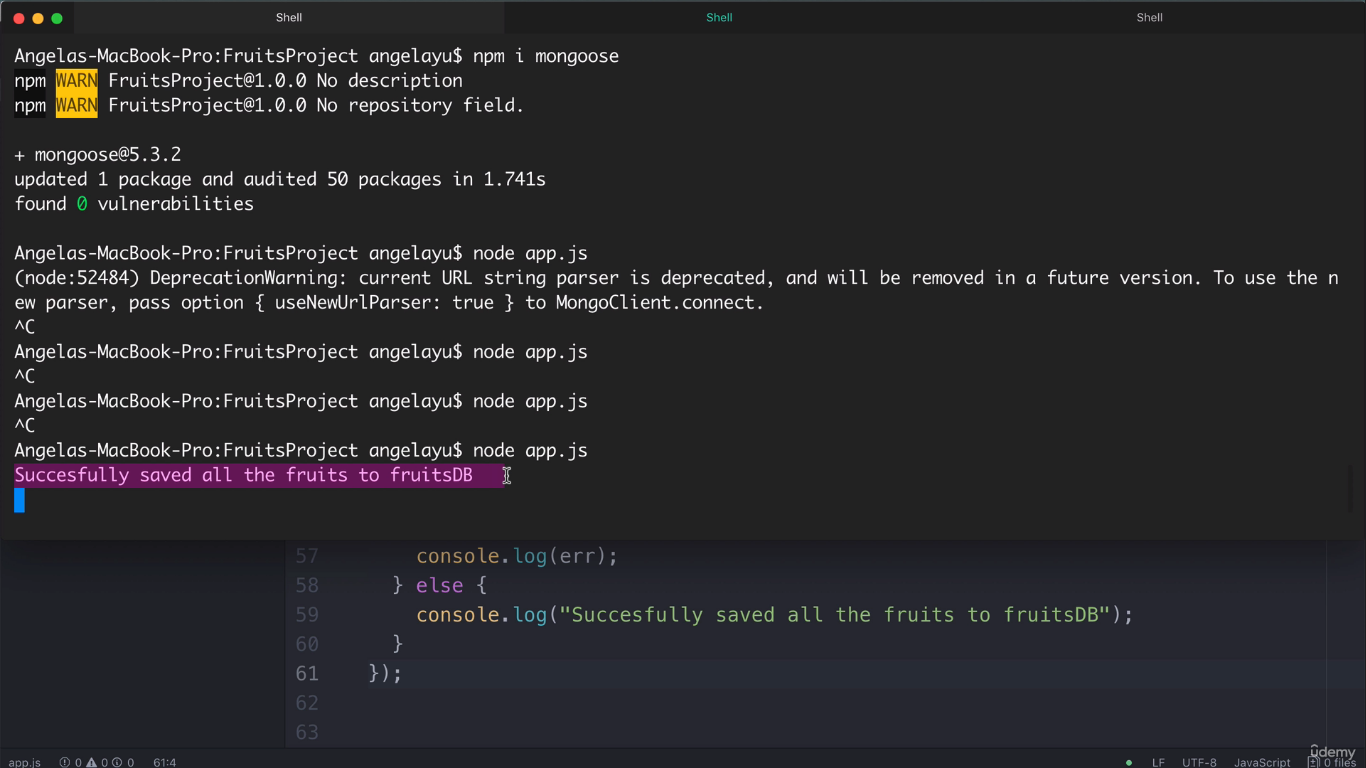 Shell
Shell
Shell
Angelas-MacBook-Pro:FruitsProject angelayu$ npm i mongoose
npm WARN FruitsProject@1.0.0 No description
npm WARN FruitsProject@1.0.0 No repository field.
+ mongoose@5.3.2
updated 1 package and audited 50 packages in 1.741s
found 0 vulnerabilities
Angelas-MacBook-Pro:FruitsProject angelayu$ node app.js
(node:52484) DeprecationWarning: current URL string parser is deprecated, and will be removed in a future version. To use the n
ew parser, pass option { useNewUrlParser: true } to MongoClient.connect.
^C
Angelas-MacBook-Pro:FruitsProject angelayu$ node app.js
^C
Angelas-MacBook-Pro:FruitsProject angelayu$ node app.js
^C
Angelas-MacBook-Pro:FruitsProject angelayu$ node app.js
Succesfully saved all the fruits to fruitsDB
57 console.log(err);
58 } else {
59 console.log("Succesfully saved all the fruits to fruitsDB");
60 }
61 });
62
63
app.js 0 0 0 61:4 LF UTF-8 JavaScript 0 files
ûdemy